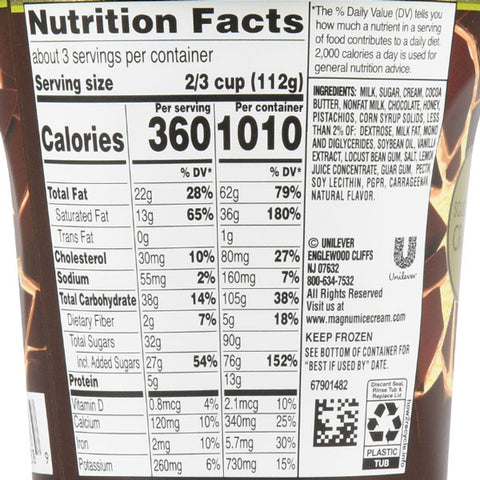 Nutrition Facts
about 3 servings per container
Serving size 2/3 cup (112g)
Per serving Per container
Calories 360 1010
% DV* % DV*
Total Fat 22g 28% 62g 79%
Saturated Fat 13g 65% 36g 180%
Trans Fat 0g 1g
Cholesterol 30mg 10% 80mg 27%
Sodium 55mg 2% 160mg 7%
Total Carbohydrate 38g 14% 105g 38%
Dietary Fiber 2g 7% 5g 18%
Total Sugars 32g 90g
Incl. Added Sugars 27g 54% 76g 152%
Protein 5g 13g
Vitamin D 0.8mcg 4% 2.1mcg 10%
Calcium 120mg 10% 340mg 25%
Iron 2mg 10% 5.7mg 30%
Potassium 260mg 6% 730mg 15%
*The % Daily Value (DV) tells you
how much a nutrient in a serving
of food contributes to a daily diet.
2,000 calories a day is used for
general nutrition advice.
INGREDIENTS: MILK, SUGAR, CREAM, COCOA
BUTTER, NONFAT MILK, CHOCOLATE, HONEY,
PISTACHIOS, CORN SYRUP SOLIDS, LESS
THAN 2% OF: DEXTROSE, MILK FAT, MONO
AND DIGLYCERIDES, SOYBEAN OIL, VANILLA
EXTRACT, LOCUST BEAN GUM, SALT, LEMON
JUICE CONCENTRATE, GUAR GUM, PECTIN,
SOY LECITHIN, PGPR, CARRAGEENAN,
NATURAL FLAVOR.
© UNILEVER
ENGLEWOOD CLIFFS
NJ 07632
800-634-7532
All Rights Reserved
Visit us at
www.magnumicecream.com
Unilever
KEEP FROZEN
SEE BOTTOM OF CONTAINER FOR
"BEST IF USED BY" DATE.
67901482
Discard Seal,
Rinse Tub &
Replace Lid
PLASTIC
TUB
how2recycle.info
9